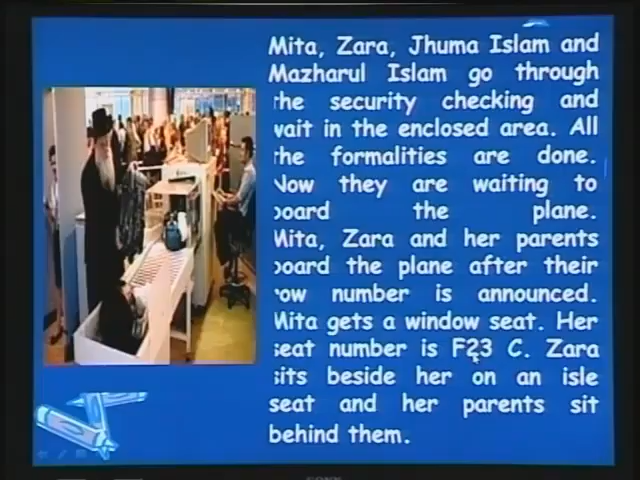 Mita, Zara, Jhuma Islam and
Mazharul Islam go through
the security checking and
wait in the enclosed area. All
the formalities are done.
Now they are waiting to
board the plane.
Mita, Zara and her parents
board the plane after their
row number is announced.
Mita gets a window seat. Her
seat number is F23 C. Zara
sits beside her on an isle
seat and her parents sit
behind them.